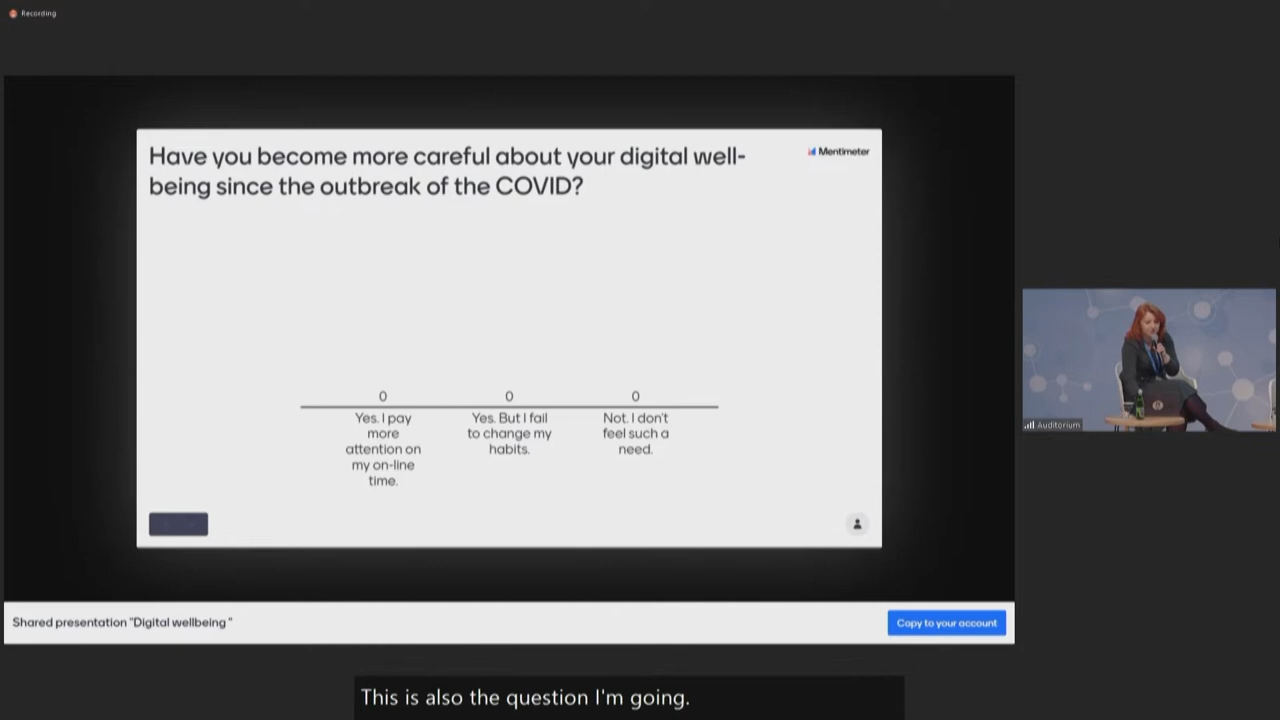 Recording
Have you become more careful about your digital well-
being since the outbreak of the COVID?
Mentimeter
0
0
0
Yes. I pay
more
attention on
my on-line
time.
Yes. But I fail
to change my
habits.
Not. I don't
feel such a
need.
Auditorium
Shared presentation "Digital wellbeing "
Copy to your account
This is also the question I'm going.